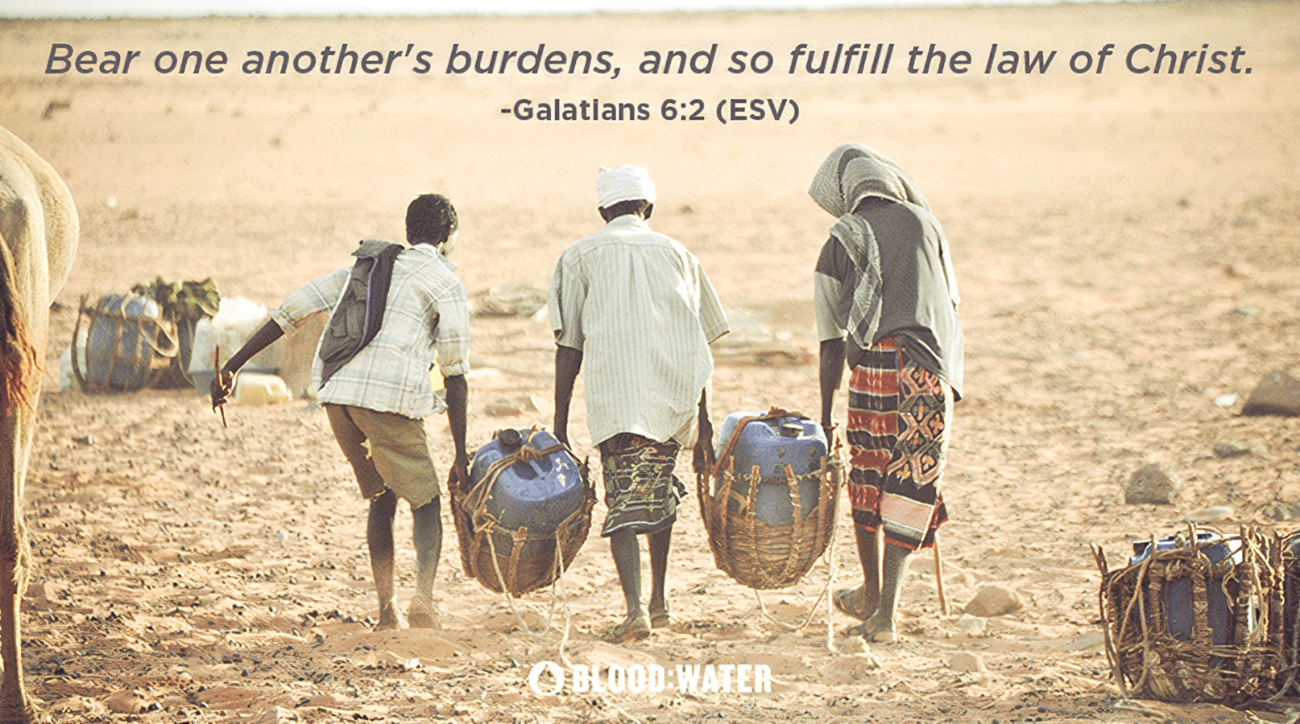 Bear one another's burdens, and so fulfill the law of Christ.
-Galatians 6:2 (ESV)
BLOOD:WATER